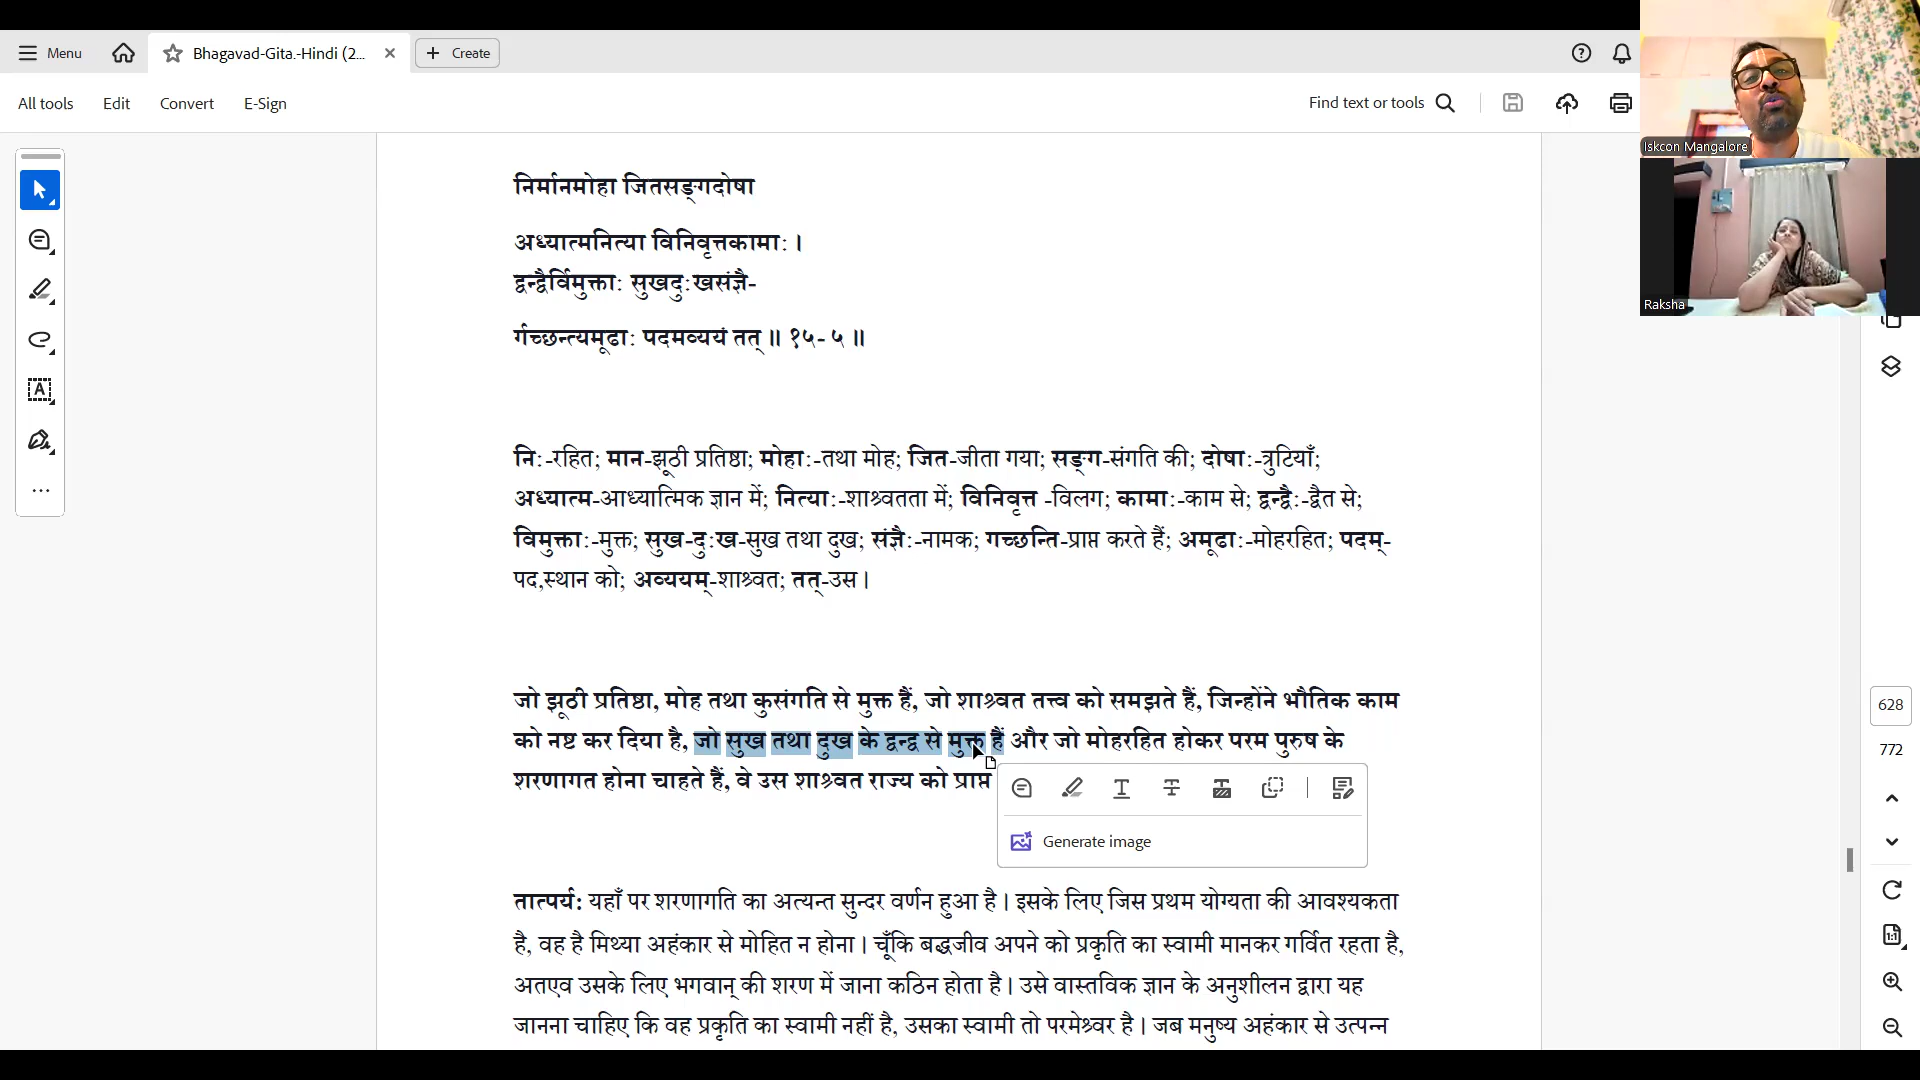 Menu
Bhagavad-Gita.-Hindi (2...
Create
All tools
Edit
Convert
E-Sign
Find text or tools
Iskcon Mangalore
Raksha
निर्मानमोहा जितसङ्गदोषा
अध्यात्मनित्या विनिवृत्तकामाः ।
द्वन्द्वैर्विमुक्ताः सुखदुःखसंज्ञै-
र्गच्छन्त्यमूढाः पदमव्ययं तत् ॥ १५- ५ ॥
निः-रहित; मान-झूठी प्रतिष्ठा; मोहाः-तथा मोह; जित-जीता गया; सङ्ग-संगति की; दोषाः-त्रुटियाँ;
अध्यात्म-आध्यात्मिक ज्ञान में; नित्याः-शाश्र्वतता में; विनिवृत्त -विलग; कामाः-काम से; द्वन्द्वैः-द्वैत से;
विमुक्ताः-मुक्त; सुख-दुःख-सुख तथा दुख; संज्ञैः-नामक; गच्छन्ति-प्राप्त करते हैं; अमूढाः-मोहरहित; पदम्-
पद,स्थान को; अव्ययम्-शाश्र्वत; तत्-उस ।
जो झूठी प्रतिष्ठा, मोह तथा कुसंगति से मुक्त हैं, जो शाश्र्वत तत्त्व को समझते हैं, जिन्होंने भौतिक काम
को नष्ट कर दिया है, जो सुख तथा दुख के द्वन्द्व से मुक्त हैं और जो मोहरहित होकर परम पुरुष के
शरणागत होना चाहते हैं, वे उस शाश्र्वत राज्य को प्राप्त
Generate image
तात्पर्य: यहाँ पर शरणागति का अत्यन्त सुन्दर वर्णन हुआ है । इसके लिए जिस प्रथम योग्यता की आवश्यकता
है, वह है मिथ्या अहंकार से मोहित न होना । चूँकि बद्धजीव अपने को प्रकृति का स्वामी मानकर गर्वित रहता है,
अतएव उसके लिए भगवान् की शरण में जाना कठिन होता है । उसे वास्तविक ज्ञान के अनुशीलन द्वारा यह
जानना चाहिए कि वह प्रकृति का स्वामी नहीं है, उसका स्वामी तो परमेश्र्वर है । जब मनुष्य अहंकार से उत्पन्न
628
772